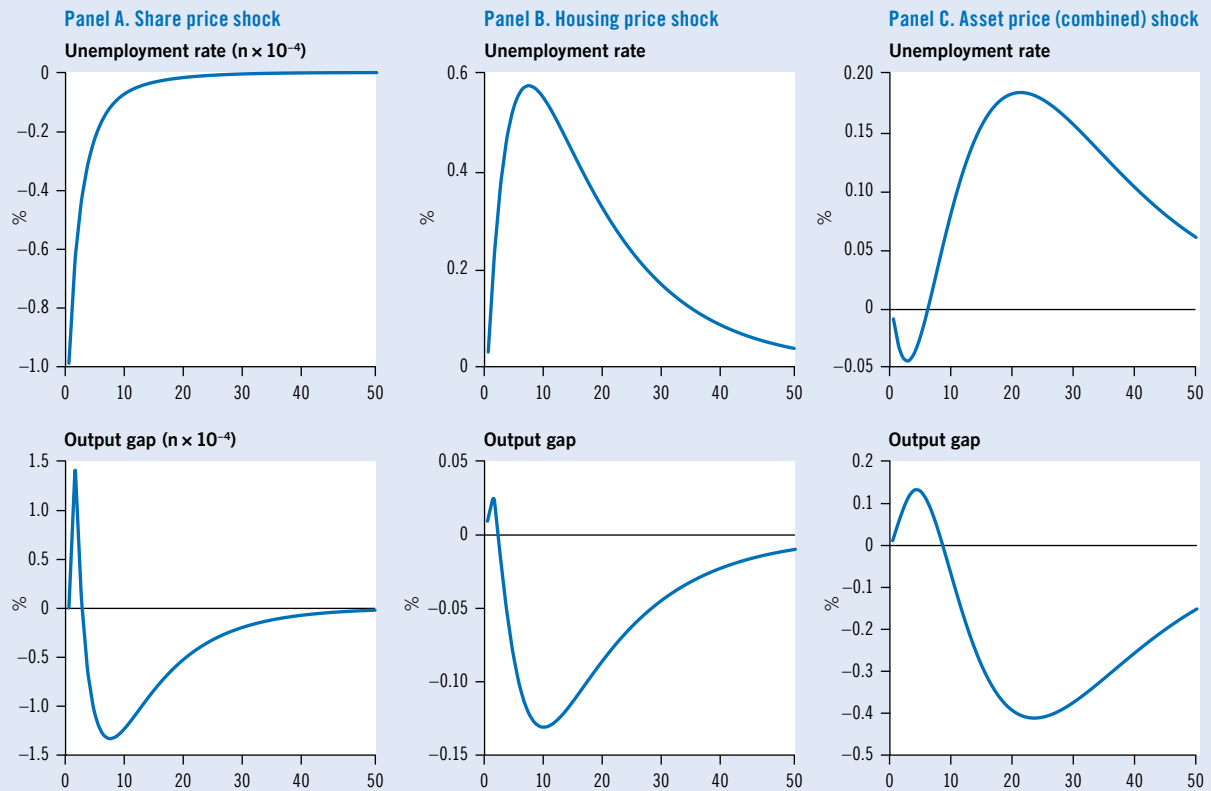 Panel A. Share price shock
Unemployment rate (n × 10⁻⁴)
0
−0.2
−0.4
−0.6
−0.8
−1.0
%
0 10 20 30 40 50
Panel B. Housing price shock
Unemployment rate
0.6
0.4
0.2
0
%
0 10 20 30 40 50
Panel C. Asset price (combined) shock
Unemployment rate
0.20
0.15
0.10
0.05
0
−0.05
%
0 10 20 30 40 50
Output gap (n × 10⁻⁴)
1.5
1.0
0.5
0
−0.5
−1.0
−1.5
%
0 10 20 30 40 50
Output gap
0.05
0
−0.05
−0.10
−0.15
%
0 10 20 30 40 50
Output gap
0.2
0.1
0
−0.1
−0.2
−0.3
−0.4
−0.5
%
0 10 20 30 40 50